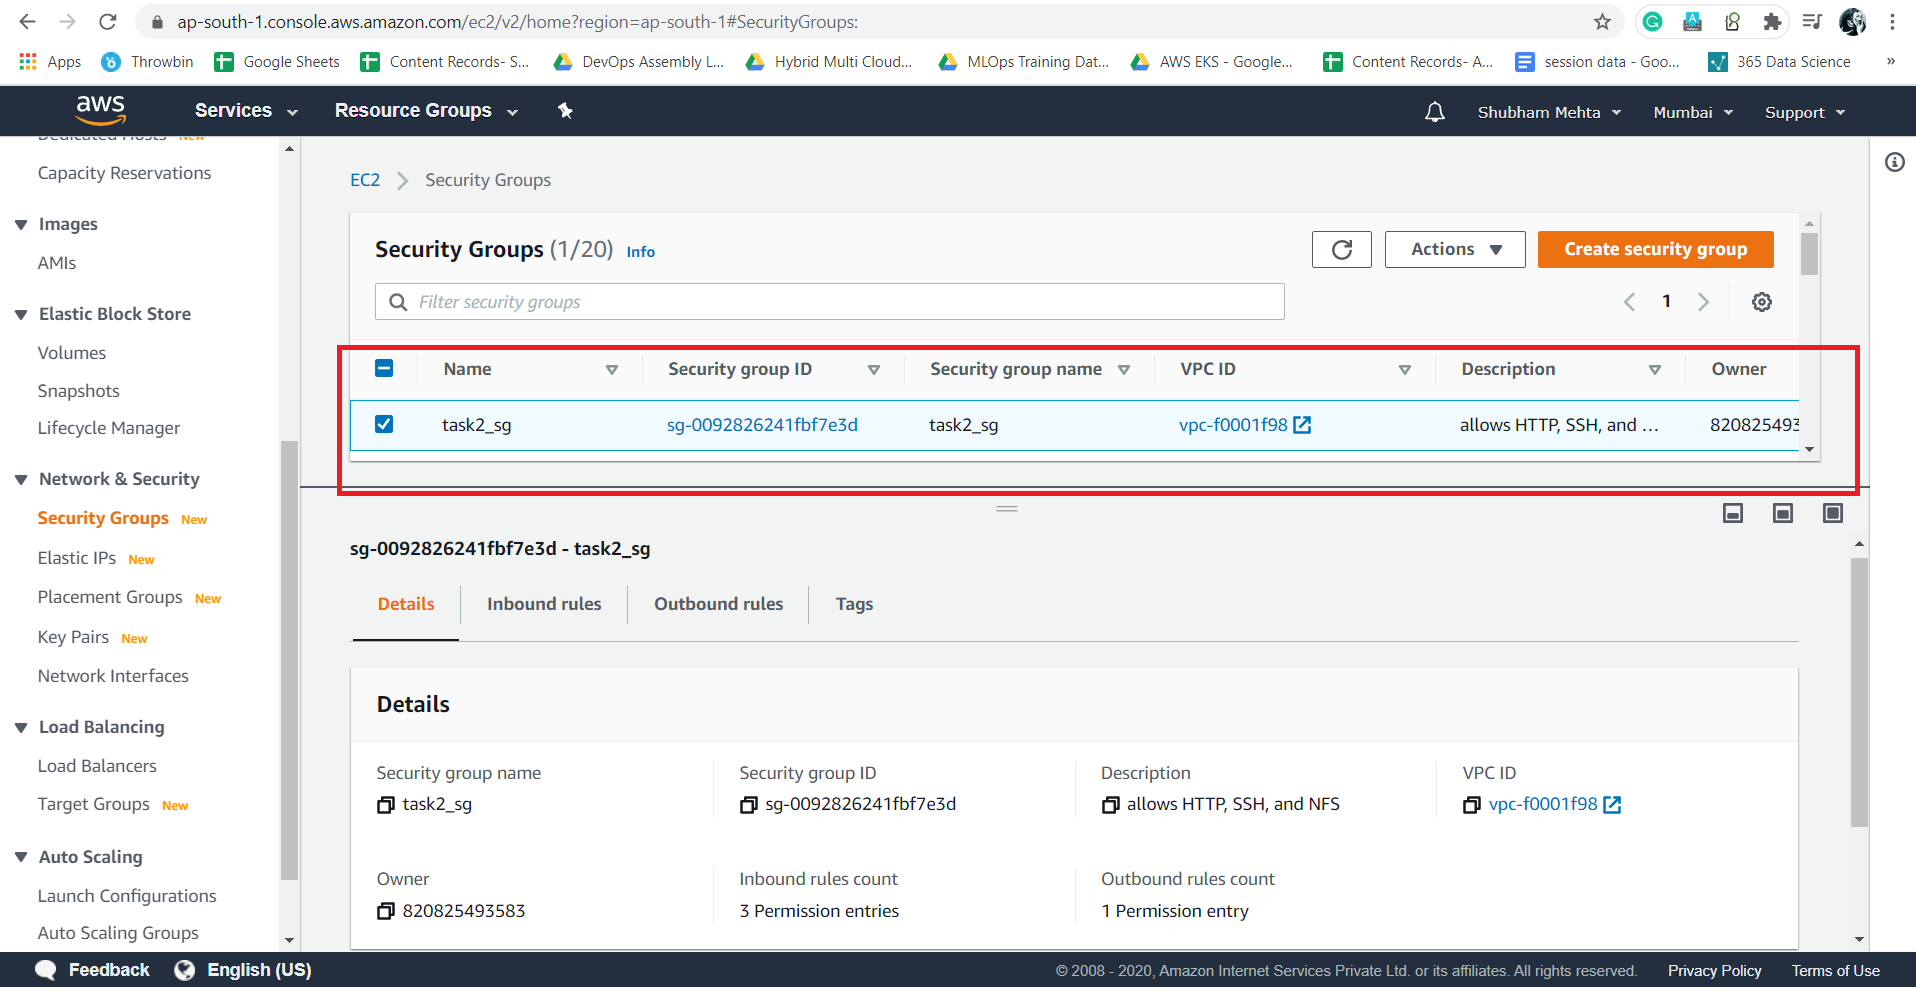 ap-south-1.console.aws.amazon.com/ec2/v2/home?region=ap-south-1#SecurityGroups:
Apps Throwbin Google Sheets Content Records- S... DevOps Assembly L... Hybrid Multi Cloud... MLOps Training Dat... AWS EKS - Google... Content Records- A... session data - Goo... 365 Data Science »
aws Services Resource Groups Shubham Mehta Mumbai Support
Dedicated Hosts New
Capacity Reservations
Images
AMIs
Elastic Block Store
Volumes
Snapshots
Lifecycle Manager
Network & Security
Security Groups New
Elastic IPs New
Placement Groups New
Key Pairs New
Network Interfaces
Load Balancing
Load Balancers
Target Groups New
Auto Scaling
Launch Configurations
Auto Scaling Groups
EC2 > Security Groups
Security Groups (1/20) Info
Actions Create security group
Filter security groups
1
Name Security group ID Security group name VPC ID Description Owner
task2_sg sg-0092826241fbf7e3d task2_sg vpc-f0001f98 allows HTTP, SSH, and ... 820825493
sg-0092826241fbf7e3d - task2_sg
Details Inbound rules Outbound rules Tags
Details
Security group name Security group ID Description VPC ID
task2_sg sg-0092826241fbf7e3d allows HTTP, SSH, and NFS vpc-f0001f98
Owner Inbound rules count Outbound rules count
820825493583 3 Permission entries 1 Permission entry
Feedback English (US) © 2008 - 2020, Amazon Internet Services Private Ltd. or its affiliates. All rights reserved. Privacy Policy Terms of Use